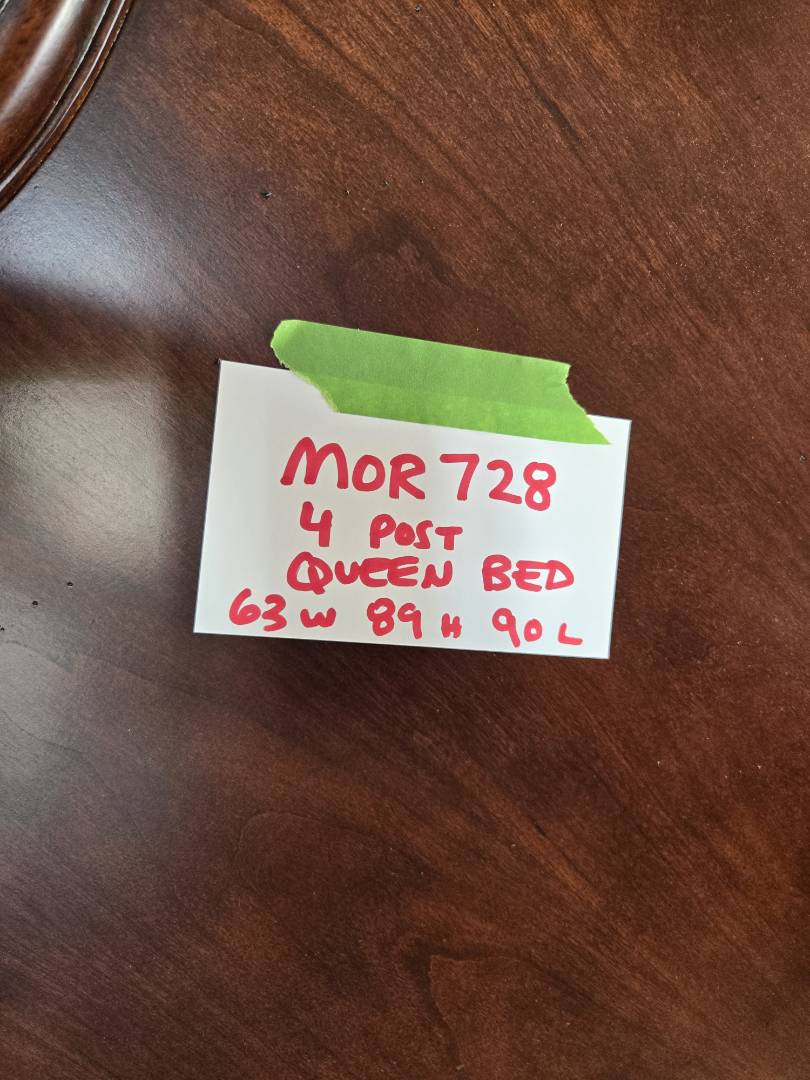 MOR 728
4 POST
QUEEN BED
63 W 89 H 90 L